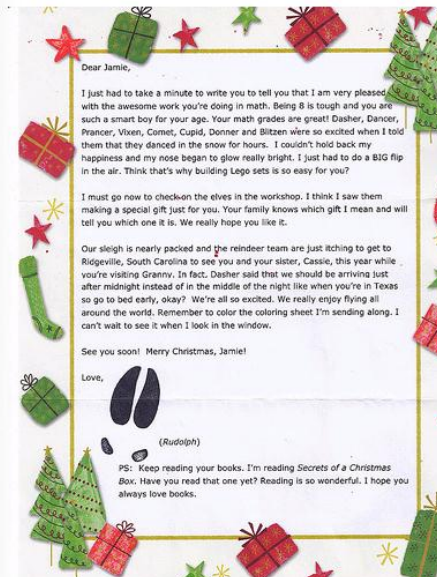 Dear Jamie,
I just had to take a minute to write you to tell you that I am very pleased
with the awesome work you're doing in math. Being 8 is tough and you are
such a smart boy for your age. Your math grades are great! Dasher, Dancer,
Prancer, Vixen, Comet, Cupid, Donner and Blitzen were so excited when I told
them that they danced in the snow for hours. I couldn't hold back my
happiness and my nose began to glow really bright. I just had to do a BIG flip
in the air. Think that's why building Lego sets is so easy for you?
I must go now to check on the elves in the workshop. I think I saw them
making a special gift just for you. Your family knows which gift I mean and will
tell you which one it is. We really hope you like it.
Our sleigh is nearly packed and the reindeer team are just itching to get to
Ridgeville, South Carolina to see you and your sister, Cassie, this year while
you're visiting Granny. In fact. Dasher said that we should be arriving just
after midnight instead of in the middle of the night like when you're in Texas
so go to bed early, okay? We're all so excited. We really enjoy flying all
around the world. Remember to color the coloring sheet I'm sending along. I
can't wait to see it when I look in the window.
See you soon! Merry Christmas, Jamie!
Love,
(Rudolph)
PS: Keep reading your books. I'm reading Secrets of a Christmas
Box. Have you read that one yet? Reading is so wonderful. I hope you
always love books.